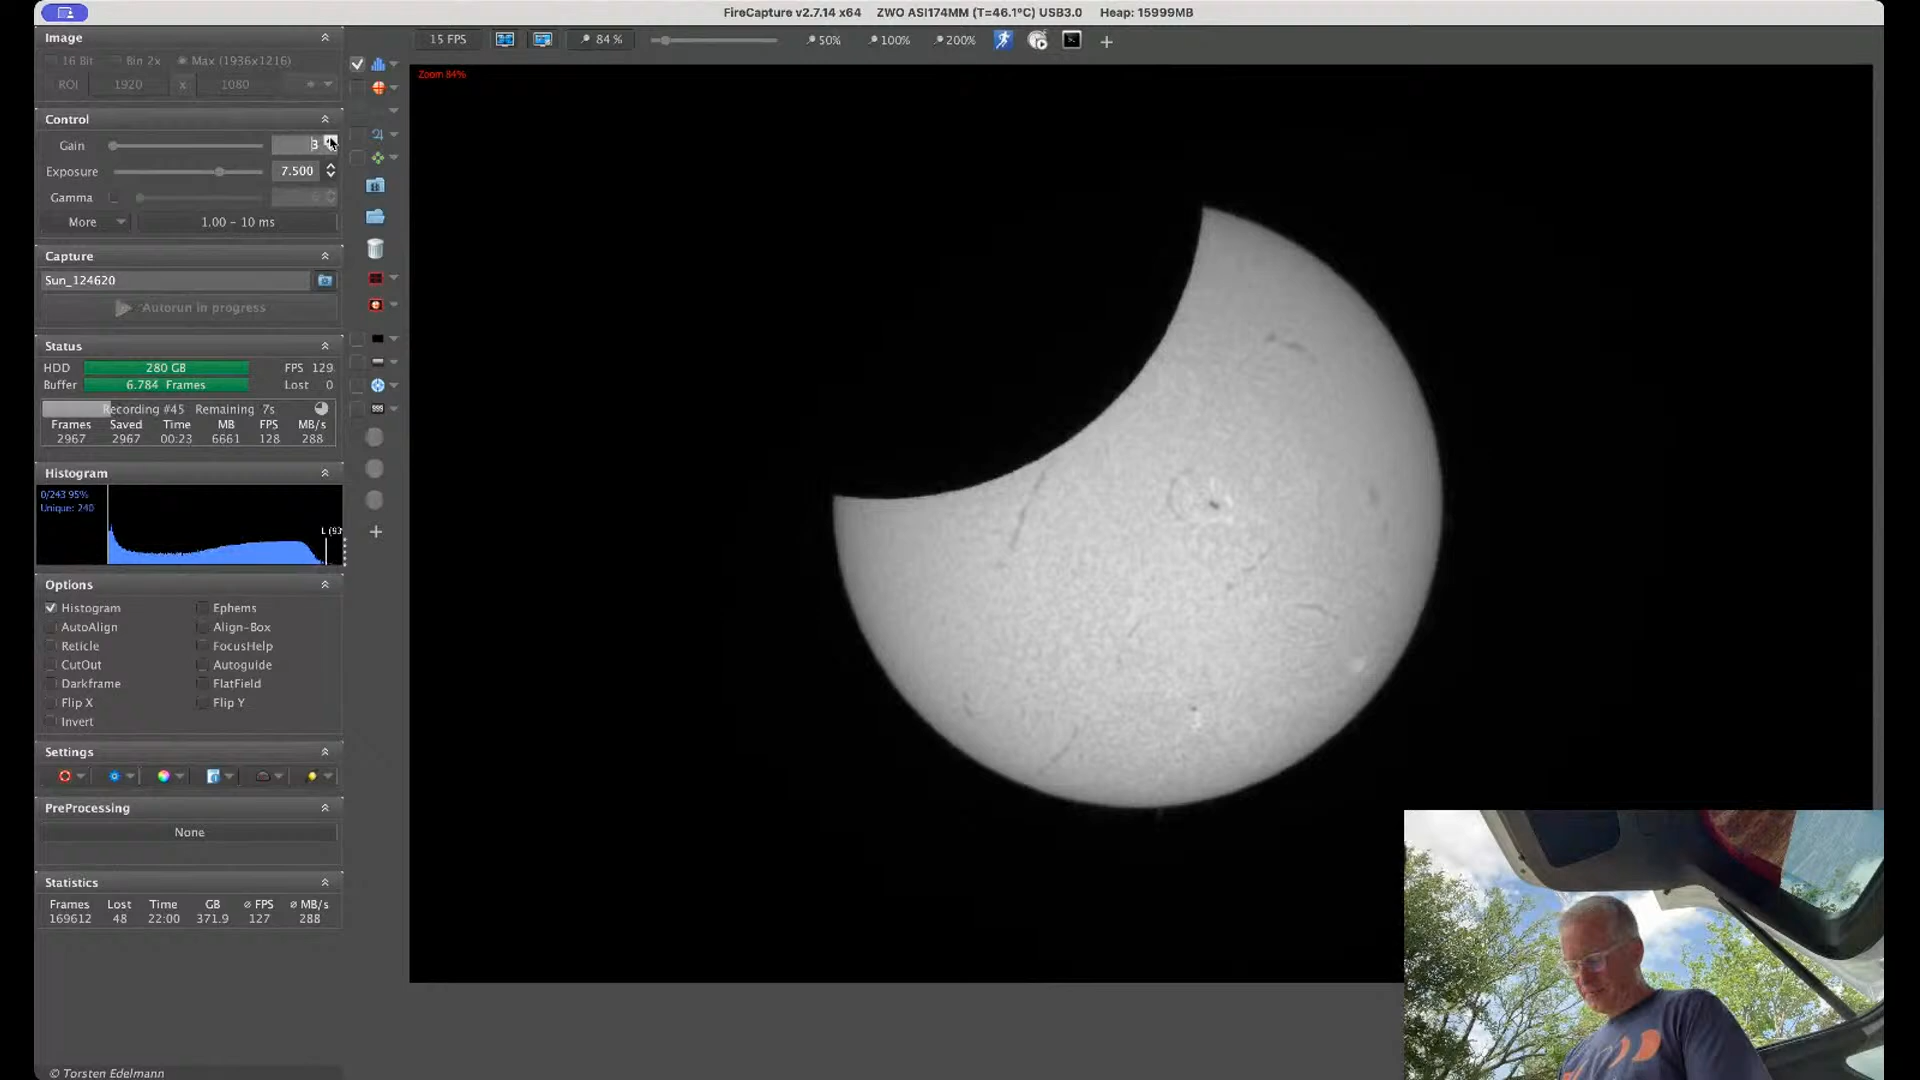 FireCapture v2.7.14 x64 ZWO ASI174MM (T=46.1°C) USB3.0 Heap: 15999MB
Image
15 FPS 84 % 50% 100% 200%
16 Bit Bin 2x Max (1936x1216)
ROI 1920 x 1080
Zoom 84%
Control
Gain 3
Exposure 7.500
Gamma
More 1.00 - 10 ms
Capture
Sun_124620
Autorun in progress
Status
HDD 280 GB FPS 129
Buffer 6.784 Frames Lost 0
Recording #45 Remaining 7s
Frames Saved Time MB FPS MB/s
2967 2967 00:23 6661 128 288
999
Histogram
0/243 95%
Unique: 240
L (93
Options
Histogram Ephems
AutoAlign Align-Box
Reticle FocusHelp
CutOut Autoguide
Darkframe FlatField
Flip X Flip Y
Invert
Settings
PreProcessing
None
Statistics
Frames Lost Time GB ø FPS ø MB/s
169612 48 22:00 371.9 127 288
© Torsten Edelmann